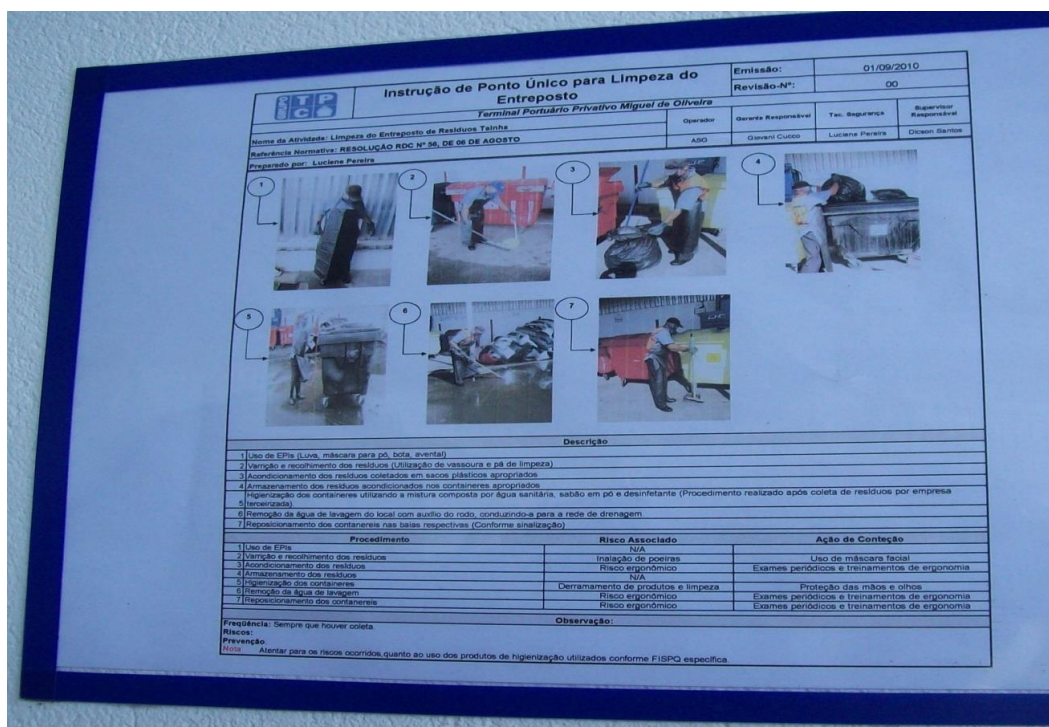 TP
CO
Instrução de Ponto Único para Limpeza do
Entreposto
Terminal Portuário Privativo Miguel de Oliveira
Emissão: 01/09/2010
Revisão-Nº: 00
Nome da Atividade: Limpeza do Entreposto de Resíduos Tainha
Referência Normativa: RESOLUÇÃO RDC Nº 56, DE 06 DE AGOSTO
Preparado por: Luciene Pereira
Operador Gerente Responsável Tec. Segurança Supervisor
Responsável
ASG Giovani Cucco Luciene Pereira Dicson Santos
1
2
3
4
5
6
7
Descrição
1 Uso de EPIs (Luva, máscara para pó, bota, avental)
2 Varrição e recolhimento dos resíduos (Utilização de vassoura e pá de limpeza)
3 Acondicionamento dos resíduos coletados em sacos plásticos apropriados
4 Armazenamento dos resíduos acondicionados nos containeres apropriados
Higienização dos containeres utilizando a mistura composta por água sanitária, sabão em pó e desinfetante (Procedimento realizado após coleta de resíduos por empresa
5 terceirizada)
6 Remoção da água de lavagem do local com auxílio do rodo, conduzindo-a para a rede de drenagem
7 Reposicionamento dos contanereis nas baias respectivas (Conforme sinalização)
Procedimento Risco Associado Ação de Conteção
1 Uso de EPIs N/A
2 Varrição e recolhimento dos resíduos Inalação de poeiras Uso de máscara facial
3 Acondicionamento dos resíduos Risco ergonômico Exames periódicos e treinamentos de ergonomia
4 Armazenamento dos resíduos N/A
5 Higienização dos containeres Derramamento de produtos e limpeza Proteção das mãos e olhos
6 Remoção da água de lavagem Risco ergonômico Exames periódicos e treinamentos de ergonomia
7 Reposicionamento dos contanereis Risco ergonômico Exames periódicos e treinamentos de ergonomia
Observação:
Freqüência: Sempre que houver coleta.
Riscos:
Prevenção:
Nota Atentar para os riscos ocorridos,quanto ao uso dos produtos de higienização utilizados conforme FISPQ específica.